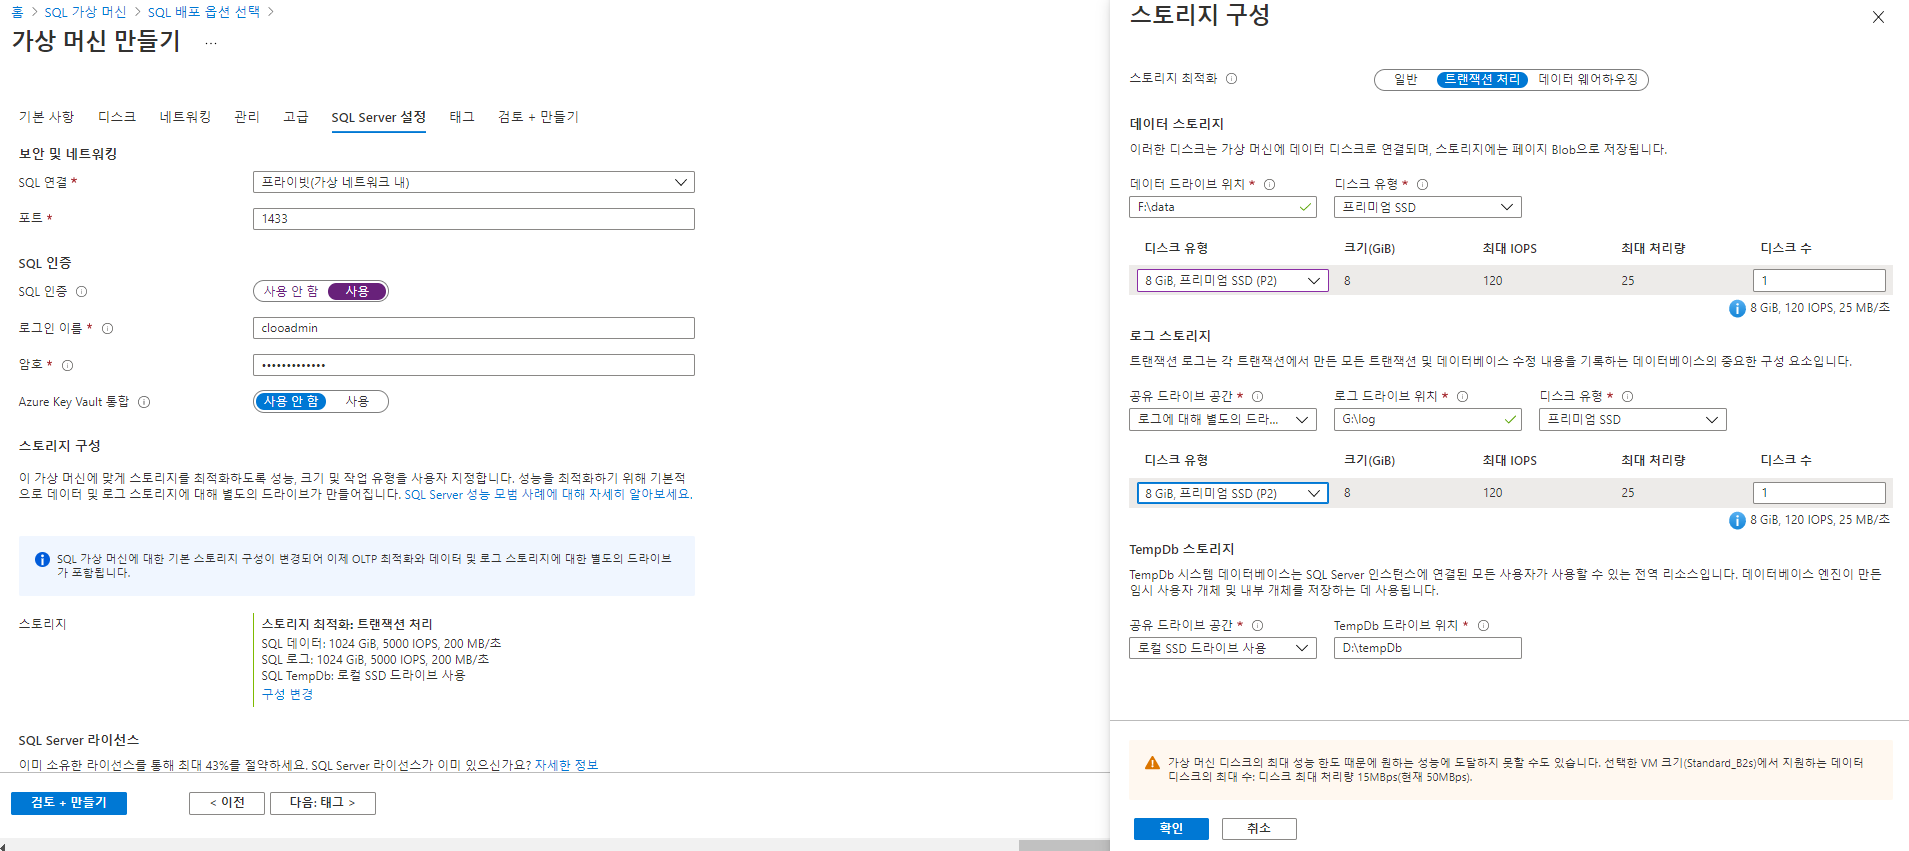 홈 > SQL 가상 머신 > SQL 배포 옵션 선택 >
가상 머신 만들기 ...
기본 사항 디스크 네트워킹 관리 고급 SQL Server 설정 태그 검토 + 만들기
보안 및 네트워킹
SQL 연결 *
프라이빗(가상 네트워크 내)
포트 *
1433
SQL 인증
SQL 인증
사용 안 함 사용
로그인 이름 *
clooadmin
암호 *
•••••••••••••
Azure Key Vault 통합
사용 안 함 사용
스토리지 구성
이 가상 머신에 맞게 스토리지를 최적화하도록 성능, 크기 및 작업 유형을 사용자 지정합니다. 성능을 최적화하기 위해 기본적
으로 데이터 및 로그 스토리지에 대해 별도의 드라이브가 만들어집니다. SQL Server 성능 모범 사례에 대해 자세히 알아보세요.
SQL 가상 머신에 대한 기본 스토리지 구성이 변경되어 이제 OLTP 최적화와 데이터 및 로그 스토리지에 대한 별도의 드라이브
가 포함됩니다.
스토리지
스토리지 최적화: 트랜잭션 처리
SQL 데이터: 1024 GiB, 5000 IOPS, 200 MB/초
SQL 로그: 1024 GiB, 5000 IOPS, 200 MB/초
SQL TempDb: 로컬 SSD 드라이브 사용
구성 변경
SQL Server 라이선스
이미 소유한 라이선스를 통해 최대 43%를 절약하세요. SQL Server 라이선스가 이미 있으신가요? 자세한 정보
검토 + 만들기
< 이전
다음: 태그 >
스토리지 구성
스토리지 최적화
일반 트랜잭션 처리 데이터 웨어하우징
데이터 스토리지
이러한 디스크는 가상 머신에 데이터 디스크로 연결되며, 스토리지에는 페이지 Blob으로 저장됩니다.
데이터 드라이브 위치 * 디스크 유형 *
F:\data 프리미엄 SSD
디스크 유형 크기(GiB) 최대 IOPS 최대 처리량 디스크 수
8 GiB, 프리미엄 SSD (P2) 8 120 25 1
8 GiB, 120 IOPS, 25 MB/초
로그 스토리지
트랜잭션 로그는 각 트랜잭션에서 만든 모든 트랜잭션 및 데이터베이스 수정 내용을 기록하는 데이터베이스의 중요한 구성 요소입니다.
공유 드라이브 공간 * 로그 드라이브 위치 * 디스크 유형 *
로그에 대해 별도의 드라... G:\log 프리미엄 SSD
디스크 유형 크기(GiB) 최대 IOPS 최대 처리량 디스크 수
8 GiB, 프리미엄 SSD (P2) 8 120 25 1
8 GiB, 120 IOPS, 25 MB/초
TempDb 스토리지
TempDb 시스템 데이터베이스는 SQL Server 인스턴스에 연결된 모든 사용자가 사용할 수 있는 전역 리소스입니다. 데이터베이스 엔진이 만든
임시 사용자 개체 및 내부 개체를 저장하는 데 사용됩니다.
공유 드라이브 공간 * TempDb 드라이브 위치 *
로컬 SSD 드라이브 사용 D:\tempDb
가상 머신 디스크의 최대 성능 한도 때문에 원하는 성능에 도달하지 못할 수도 있습니다. 선택한 VM 크기(Standard_B2s)에서 지원하는 데이터
디스크의 최대 수: 디스크 최대 처리량 15MBps(현재 50MBps).
확인
취소